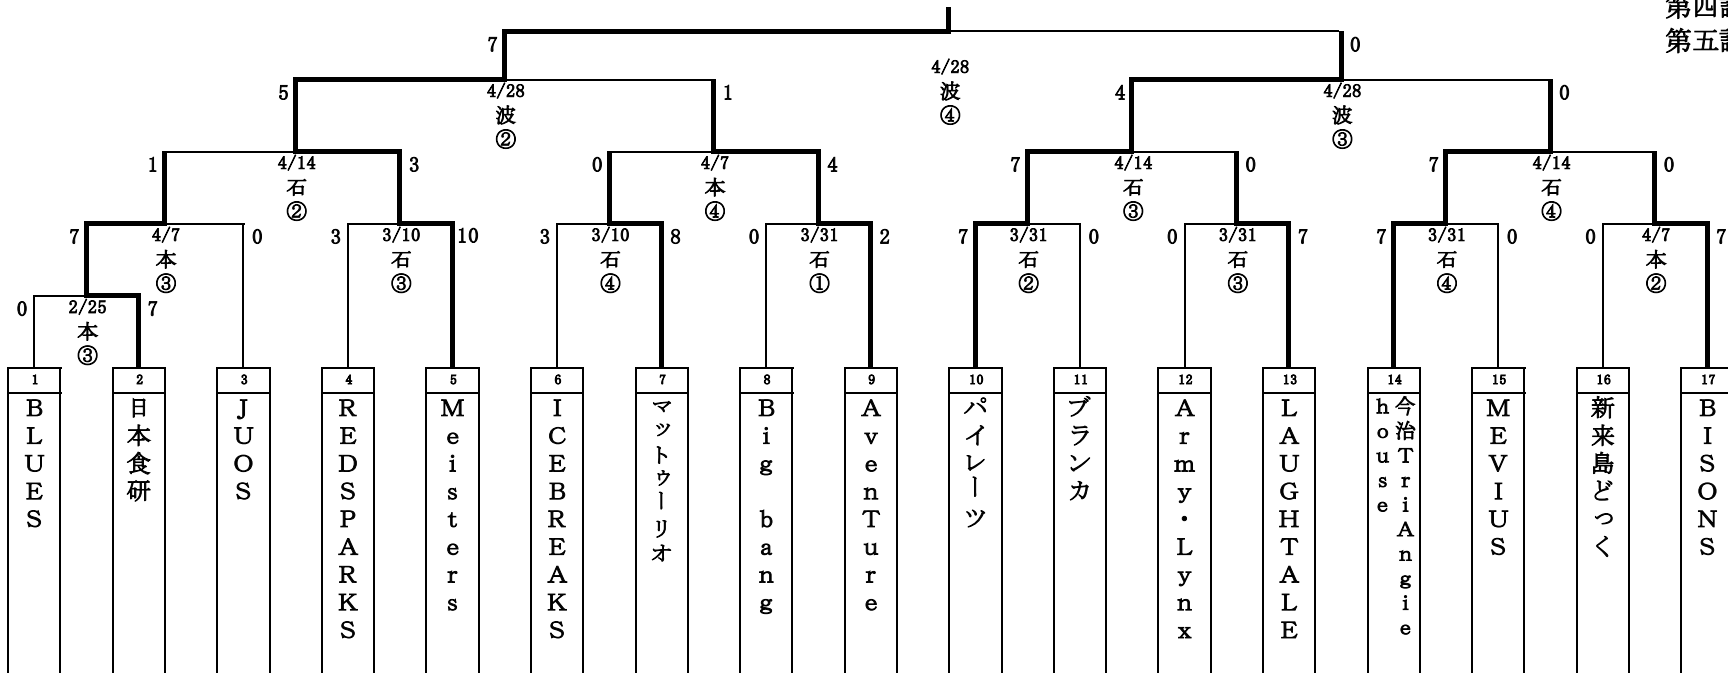 第四試
第五試
7
0
4/28
波
④
5
4/28
波
②
1
4
4/28
波
③
0
1
4/14
石
②
3
0
4/7
本
④
4
7
4/14
石
③
0
7
4/14
石
④
0
7
4/7
本
③
0
3
3/10
石
③
10
3
3/10
石
④
8
0
3/31
石
①
2
7
3/31
石
②
0
0
3/31
石
③
7
7
3/31
石
④
0
0
4/7
本
②
7
0
2/25
本
③
7
1
BLUES
2
日本食研
3
JUOS
4
REDSPARKS
5
Meisters
6
ICEBREAKS
7
マットゥーリオ
8
Big bang
9
AvenTure
10
パイレーツ
11
ブランカ
12
Army・Lynx
13
LAUGHTALE
14
今治TriAngie
house
15
MEVIUS
16
新来島どっく
17
BISONS